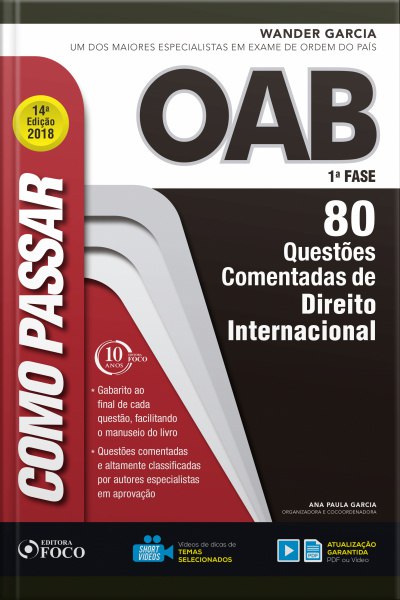 WANDER GARCIA
UM DOS MAIORES ESPECIALISTAS EM EXAME DE ORDEM DO PAÍS
OAB
1ª FASE
14ª
Edição
2018
COMO PASSAR
80
Questões
Comentadas de
Direito
Internacional
10
ANOS
EDITORA
FOCO
* Gabarito ao
final de cada
questão, facilitando
o manuseio do livro
* Questões comentadas
e altamente classificadas
por autores especialistas
em aprovação
ANA PAULA GARCIA
ORGANIZADORA E COCOORDENADORA
EDITORA
FOCO
SHORT
VIDEOS
Vídeos de dicas de
TEMAS
SELECIONADOS
PDF
ATUALIZAÇÃO
GARANTIDA
PDF ou Vídeo